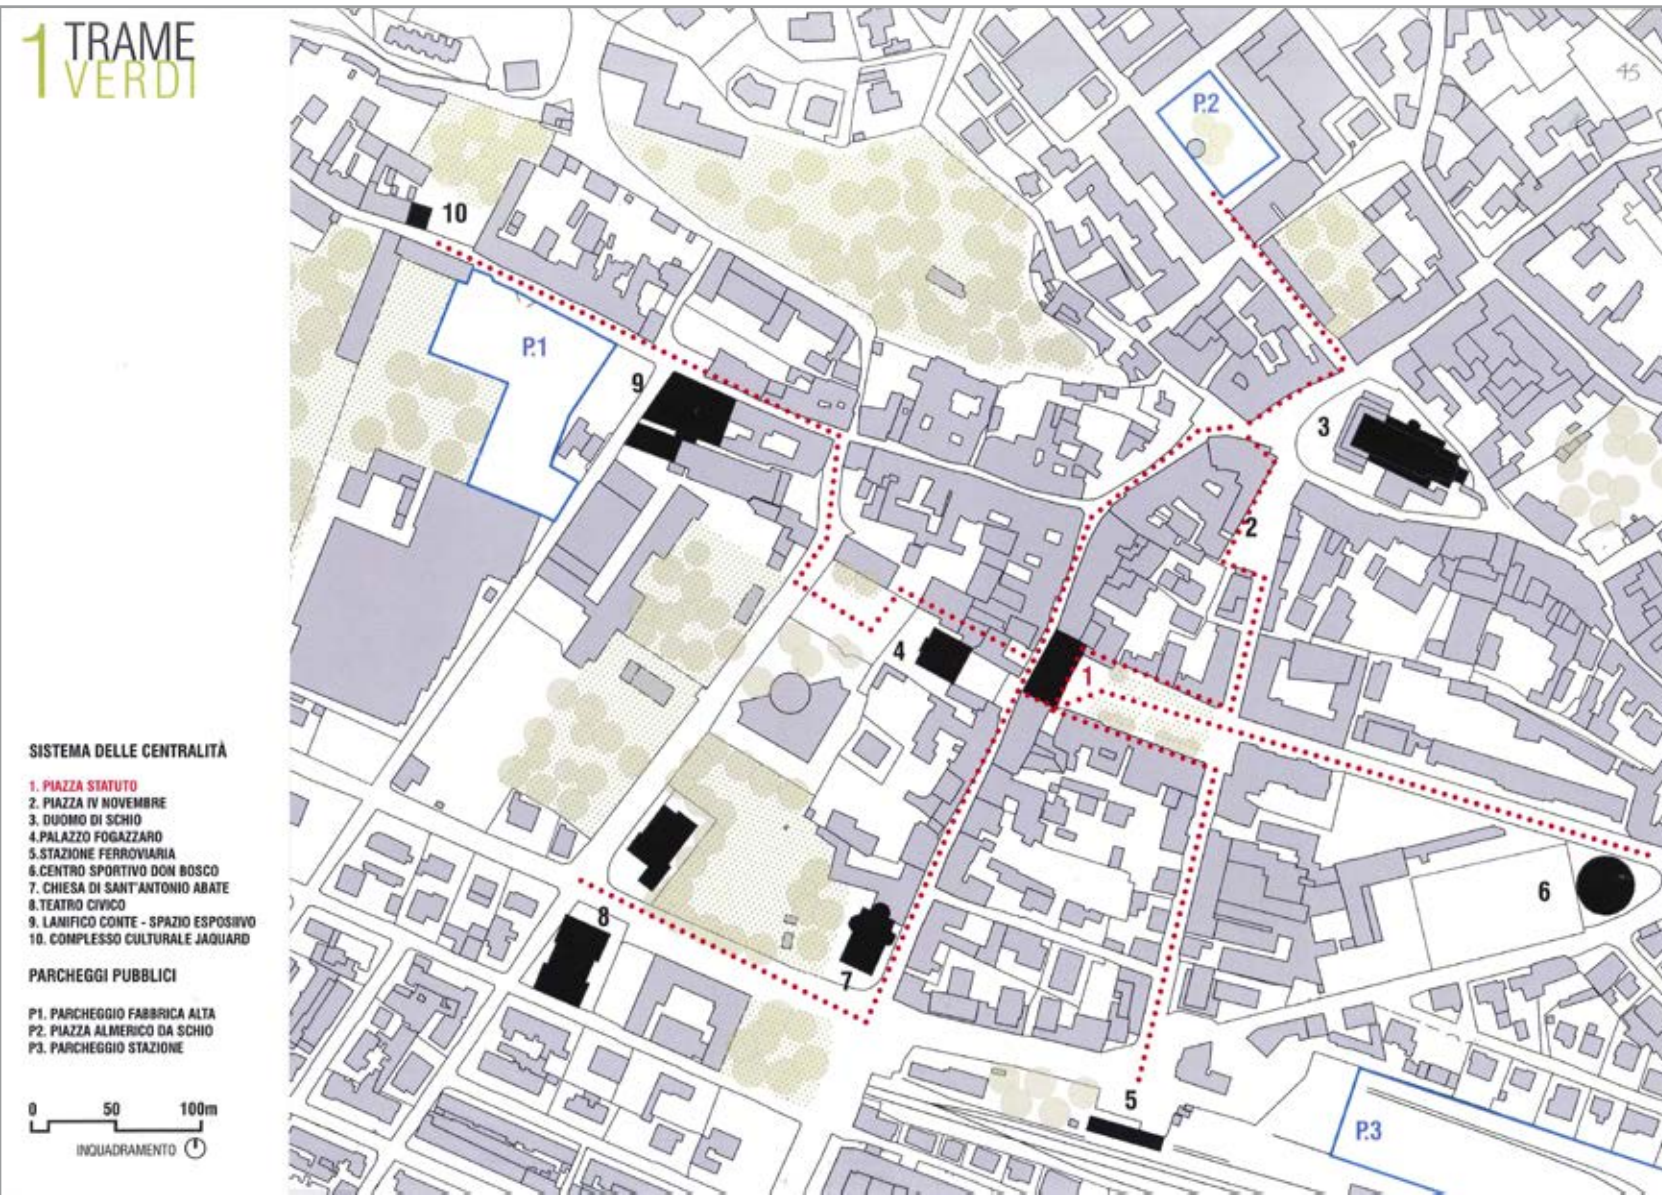 1 TRAME
VERDI
45
P.2
10
P.1
9
3
2
4
1
8
7
6
5
P.3
SISTEMA DELLE CENTRALITÀ
1. PIAZZA STATUTO
2. PIAZZA IV NOVEMBRE
3. DUOMO DI SCHIO
4.PALAZZO FOGAZZARO
5.STAZIONE FERROVIARIA
6.CENTRO SPORTIVO DON BOSCO
7. CHIESA DI SANT'ANTONIO ABATE
8.TEATRO CIVICO
9. LANIFICO CONTE - SPAZIO ESPOSIIVO
10. COMPLESSO CULTURALE JAQUARD
PARCHEGGI PUBBLICI
P1. PARCHEGGIO FABBRICA ALTA
P2. PIAZZA ALMERICO DA SCHIO
P3. PARCHEGGIO STAZIONE
0 50 100m
INQUADRAMENTO